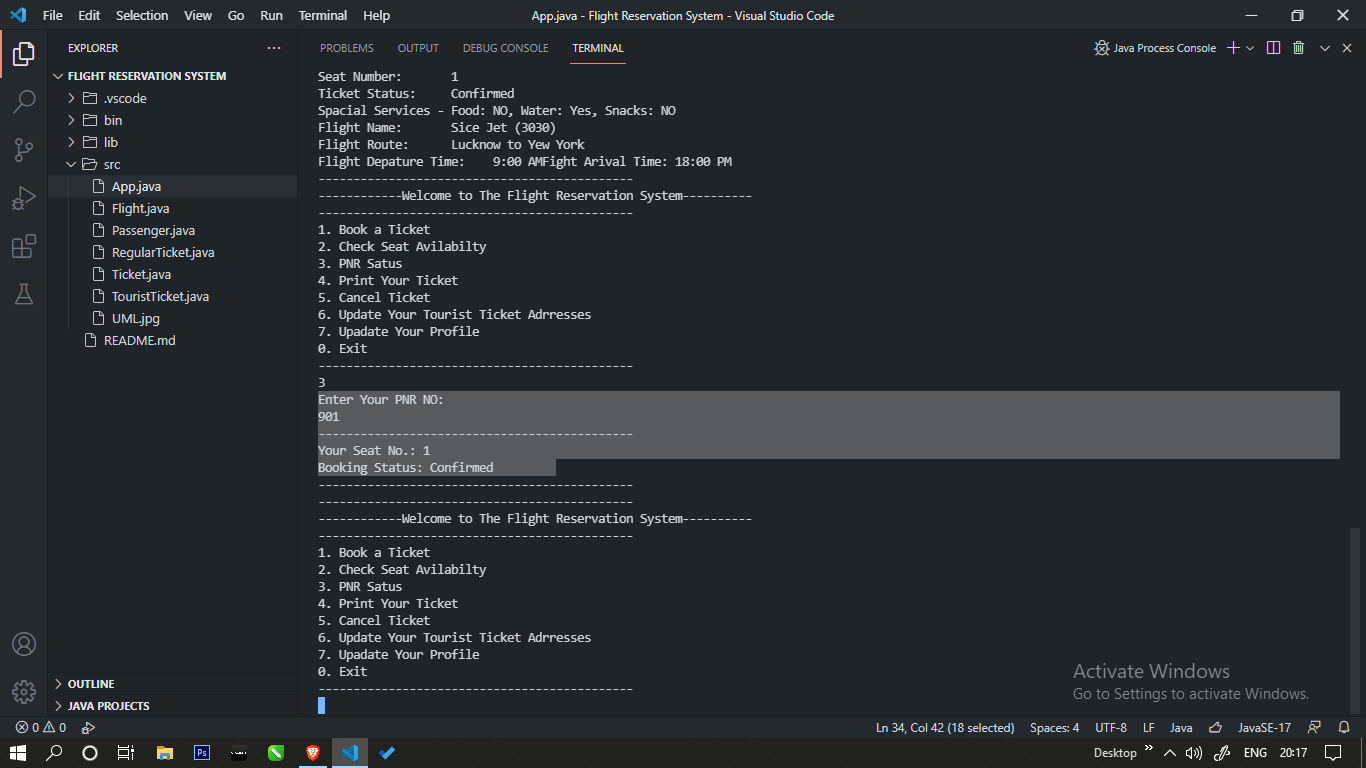 File Edit Selection View Go Run Terminal Help App.java - Flight Reservation System - Visual Studio Code
EXPLORER
FLIGHT RESERVATION SYSTEM
.vscode
bin
lib
src
App.java
Flight.java
Passenger.java
RegularTicket.java
Ticket.java
TouristTicket.java
UML.jpg
README.md
OUTLINE
JAVA PROJECTS
PROBLEMS OUTPUT DEBUG CONSOLE TERMINAL Java Process Console
Seat Number: 1
Ticket Status: Confirmed
Spacial Services - Food: NO, Water: Yes, Snacks: NO
Flight Name: Sice Jet (3030)
Flight Route: Lucknow to Yew York
Flight Depature Time: 9:00 AMFight Arival Time: 18:00 PM
---------------------------------------------
------------Welcome to The Flight Reservation System----------
---------------------------------------------
1. Book a Ticket
2. Check Seat Avilabilty
3. PNR Satus
4. Print Your Ticket
5. Cancel Ticket
6. Update Your Tourist Ticket Adrresses
7. Upadate Your Profile
0. Exit
---------------------------------------------
3
Enter Your PNR NO:
901
---------------------------------------------
Your Seat No.: 1
Booking Status: Confirmed
---------------------------------------------
---------------------------------------------
------------Welcome to The Flight Reservation System----------
---------------------------------------------
1. Book a Ticket
2. Check Seat Avilabilty
3. PNR Satus
4. Print Your Ticket
5. Cancel Ticket
6. Update Your Tourist Ticket Adrresses
7. Upadate Your Profile
0. Exit
---------------------------------------------
Activate Windows
Go to Settings to activate Windows.
0 0 Ln 34, Col 42 (18 selected) Spaces: 4 UTF-8 LF Java JavaSE-17
Ps Desktop ENG 20:17